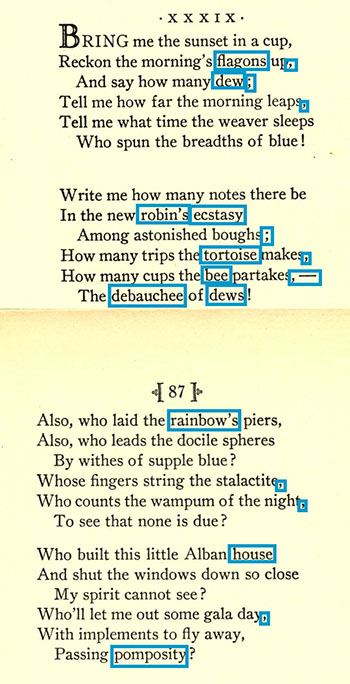 · X X X I X ·
BRING me the sunset in a cup,
Reckon the morning's flagons up,
And say how many dew;
Tell me how far the morning leaps,
Tell me what time the weaver sleeps
Who spun the breadths of blue!
Write me how many notes there be
In the new robin's ecstasy
Among astonished boughs;
How many trips the tortoise makes,
How many cups the bee partakes, —
The debauchee of dews!
[ 87 ]
Also, who laid the rainbow's piers,
Also, who leads the docile spheres
By withes of supple blue?
Whose fingers string the stalactite,
Who counts the wampum of the night,
To see that none is due?
Who built this little Alban house
And shut the windows down so close
My spirit cannot see?
Who'll let me out some gala day,
With implements to fly away,
Passing pomposity?